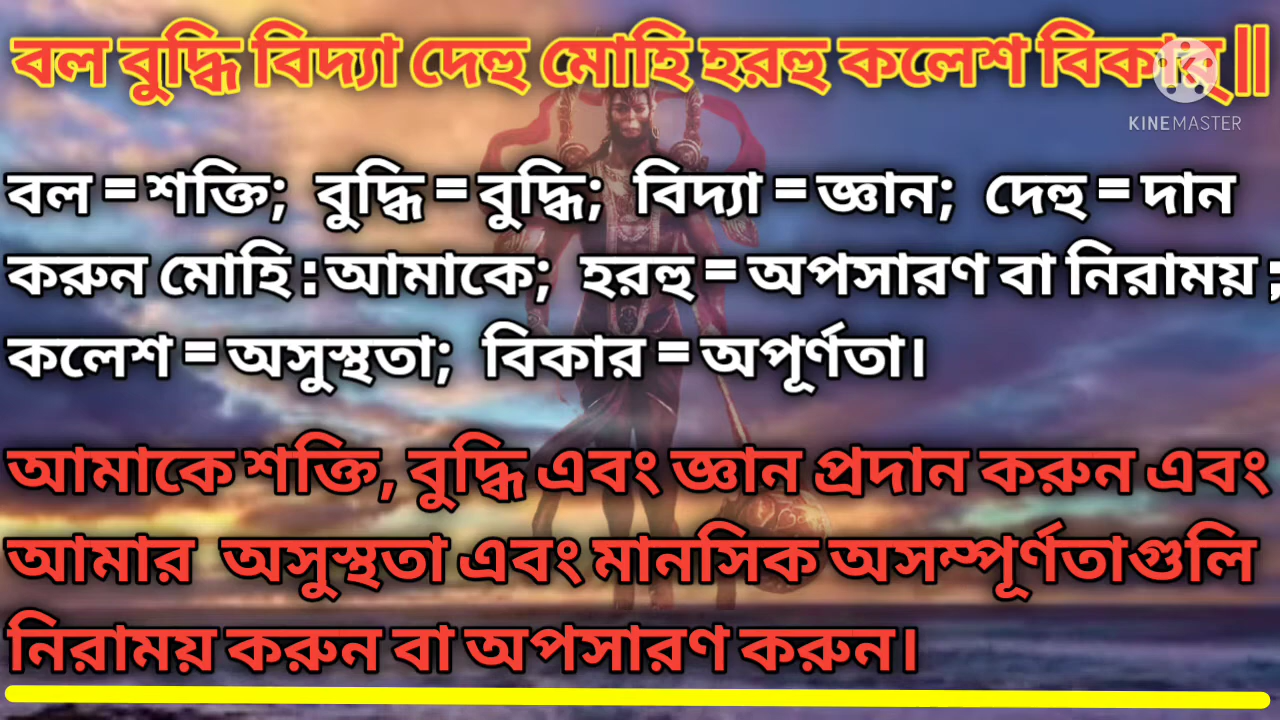 বল বুদ্ধি বিদ্যা দেহু মোহি হরহু কলেশ বিকার্ ||
KINEMASTER
বল = শক্তি; বুদ্ধি = বুদ্ধি; বিদ্যা = জ্ঞান; দেহু = দান
করুন মোহি : আমাকে; হরহু = অপসারণ বা নিরাময় ;
কলেশ = অসুস্থতা; বিকার = অপূর্ণতা।
আমাকে শক্তি, বুদ্ধি এবং জ্ঞান প্রদান করুন এবং
আমার অসুস্থতা এবং মানসিক অসম্পূর্ণতাগুলি
নিরাময় করুন বা অপসারণ করুন।